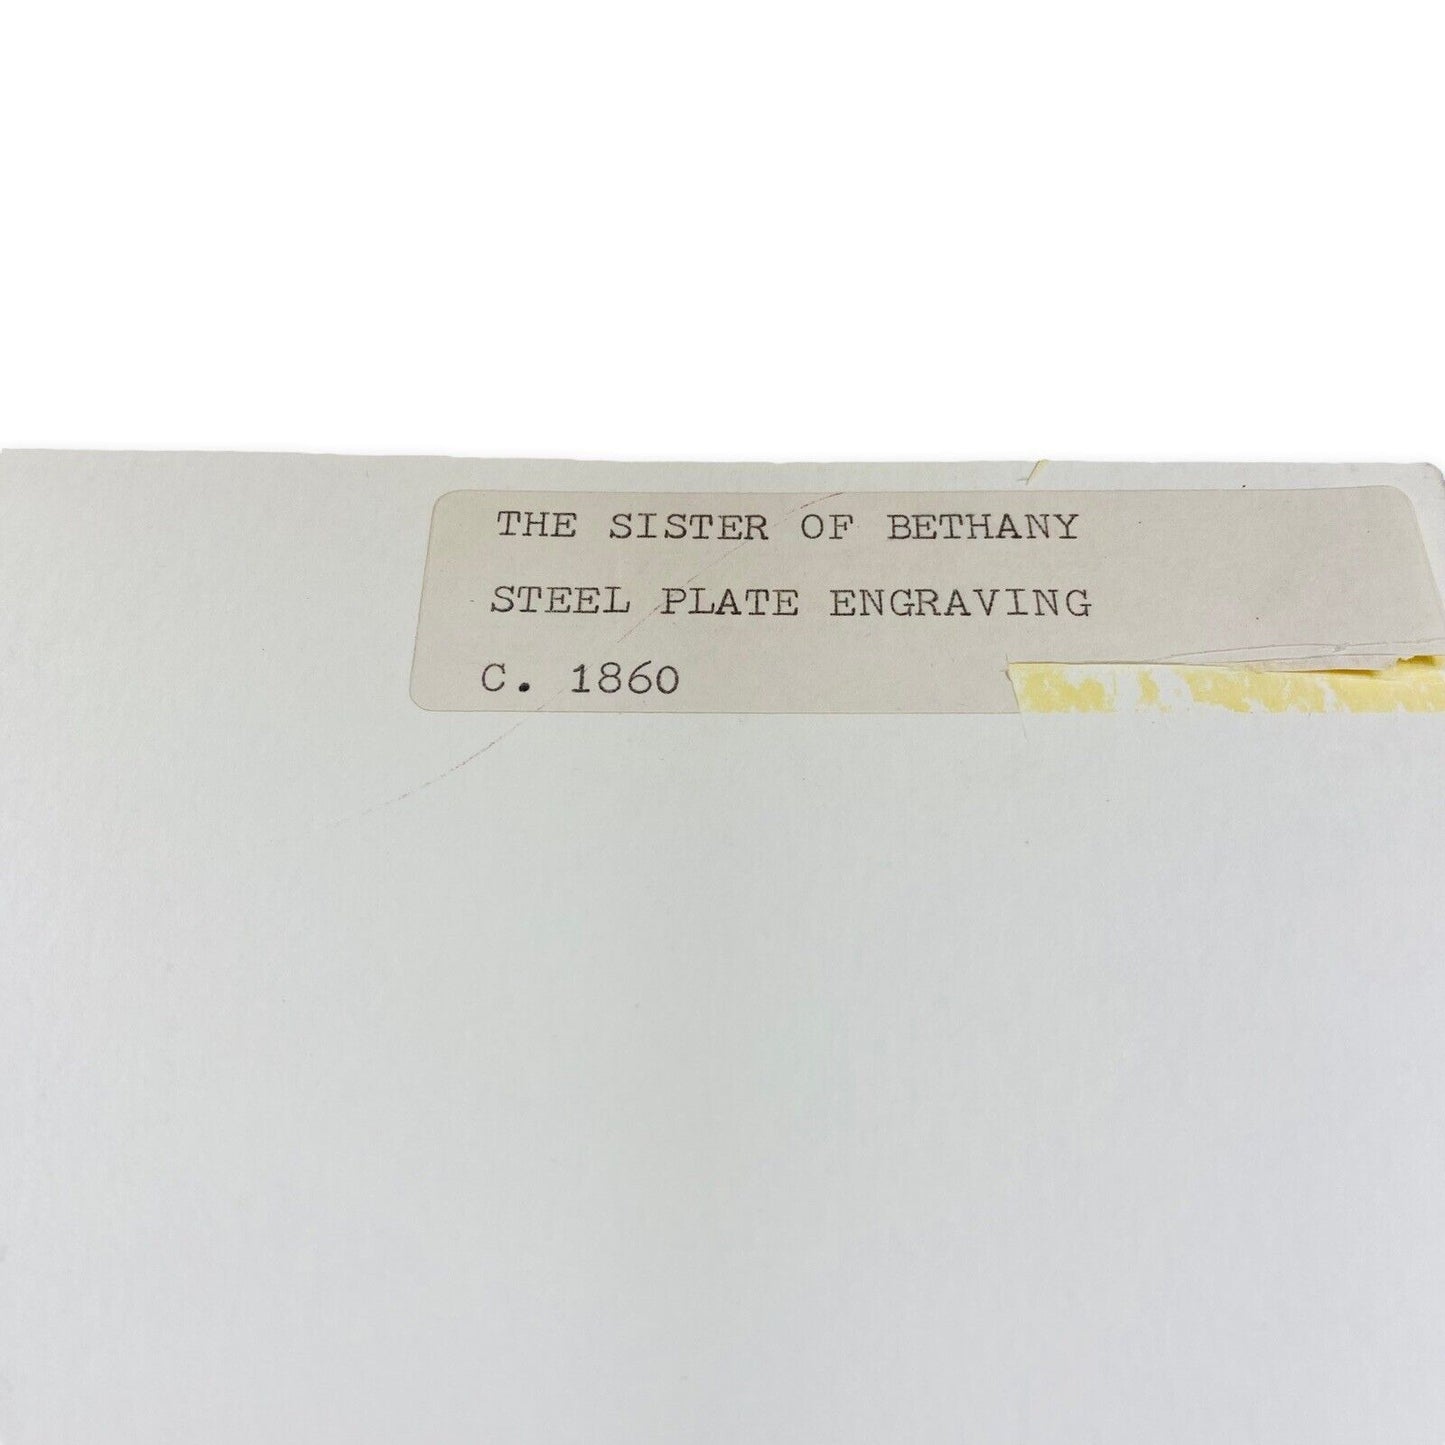 THE SISTER OF BETHANY
STEEL PLATE ENGRAVING
C. 1860